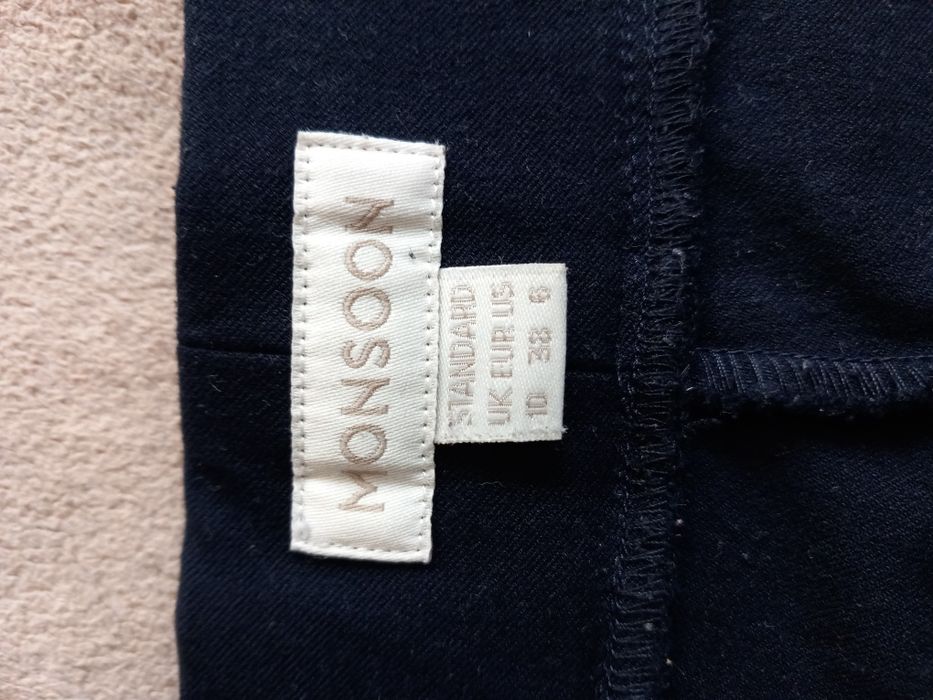 MONSOON
STANDARD
UK EUR US
10 38 6